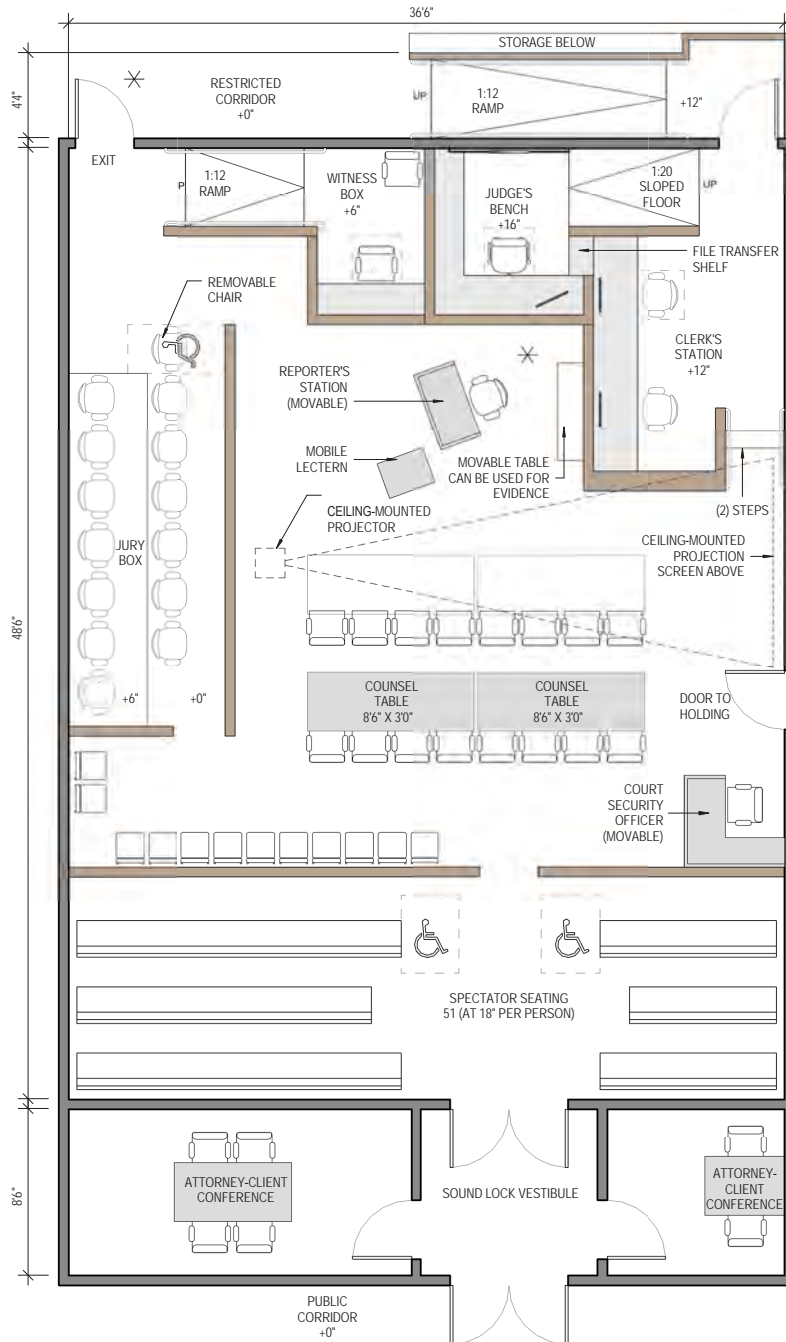 36'6"
STORAGE BELOW
4'4"
RESTRICTED
CORRIDOR
+0"
UP
1:12
RAMP
+12"
EXIT
P
1:12
RAMP
WITNESS
BOX
+6"
JUDGE'S
BENCH
+16"
1:20
SLOPED
FLOOR
UP
FILE TRANSFER
SHELF
REMOVABLE
CHAIR
CLERK'S
STATION
+12"
REPORTER'S
STATION
(MOVABLE)
MOBILE
LECTERN
MOVABLE TABLE
CAN BE USED FOR
EVIDENCE
(2) STEPS
CEILING-MOUNTED
PROJECTOR
CEILING-MOUNTED
PROJECTION
SCREEN ABOVE
JURY
BOX
48'6"
+6"
+0"
COUNSEL
TABLE
8'6" X 3'0"
COUNSEL
TABLE
8'6" X 3'0"
DOOR TO
HOLDING
COURT
SECURITY
OFFICER
(MOVABLE)
SPECTATOR SEATING
51 (AT 18" PER PERSON)
8'6"
ATTORNEY-CLIENT
CONFERENCE
SOUND LOCK VESTIBULE
ATTORNEY-
CLIENT
CONFERENCE
PUBLIC
CORRIDOR
+0"